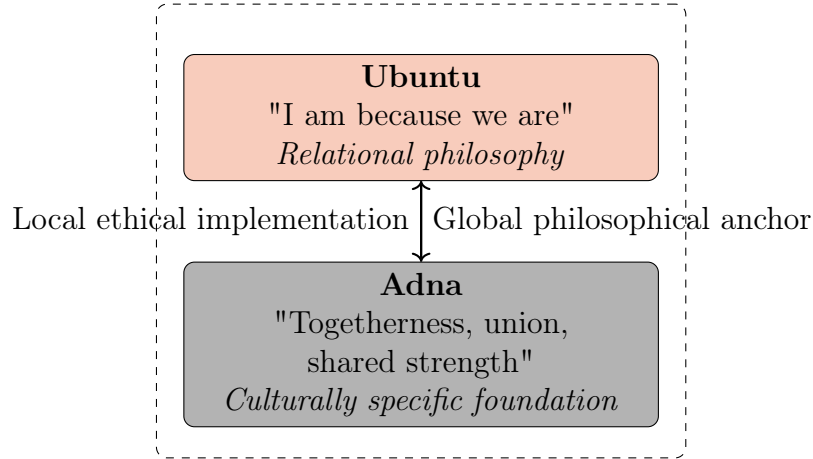 Ubuntu
"I am because we are"
Relational philosophy
Local ethical implementation
Global philosophical anchor
Adna
"Togetherness, union,
shared strength"
Culturally specific foundation